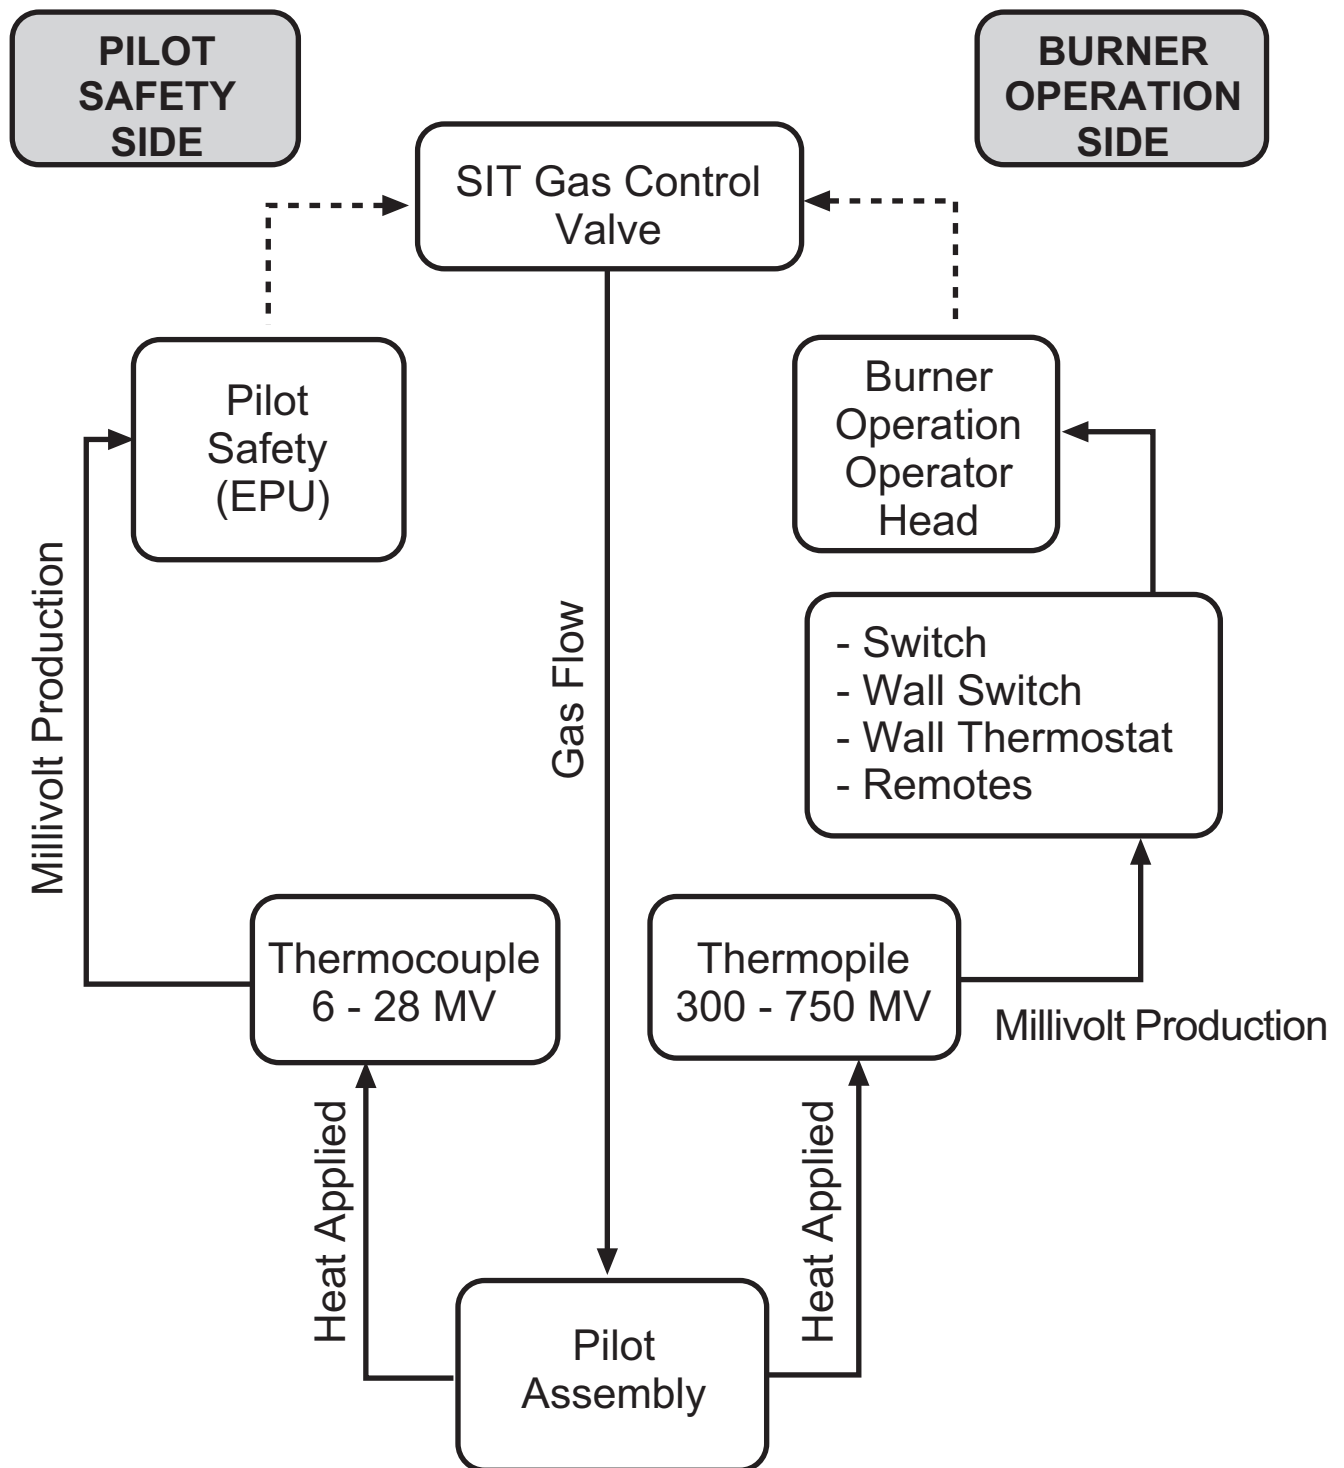 PILOT
SAFETY
SIDE
BURNER
OPERATION
SIDE
SIT Gas Control
Valve
Pilot
Safety
(EPU)
Burner
Operation
Operator
Head
Millivolt Production
Gas Flow
- Switch
- Wall Switch
- Wall Thermostat
- Remotes
Thermocouple
6 - 28 MV
Thermopile
300 - 750 MV
Millivolt Production
Heat Applied
Heat Applied
Pilot
Assembly